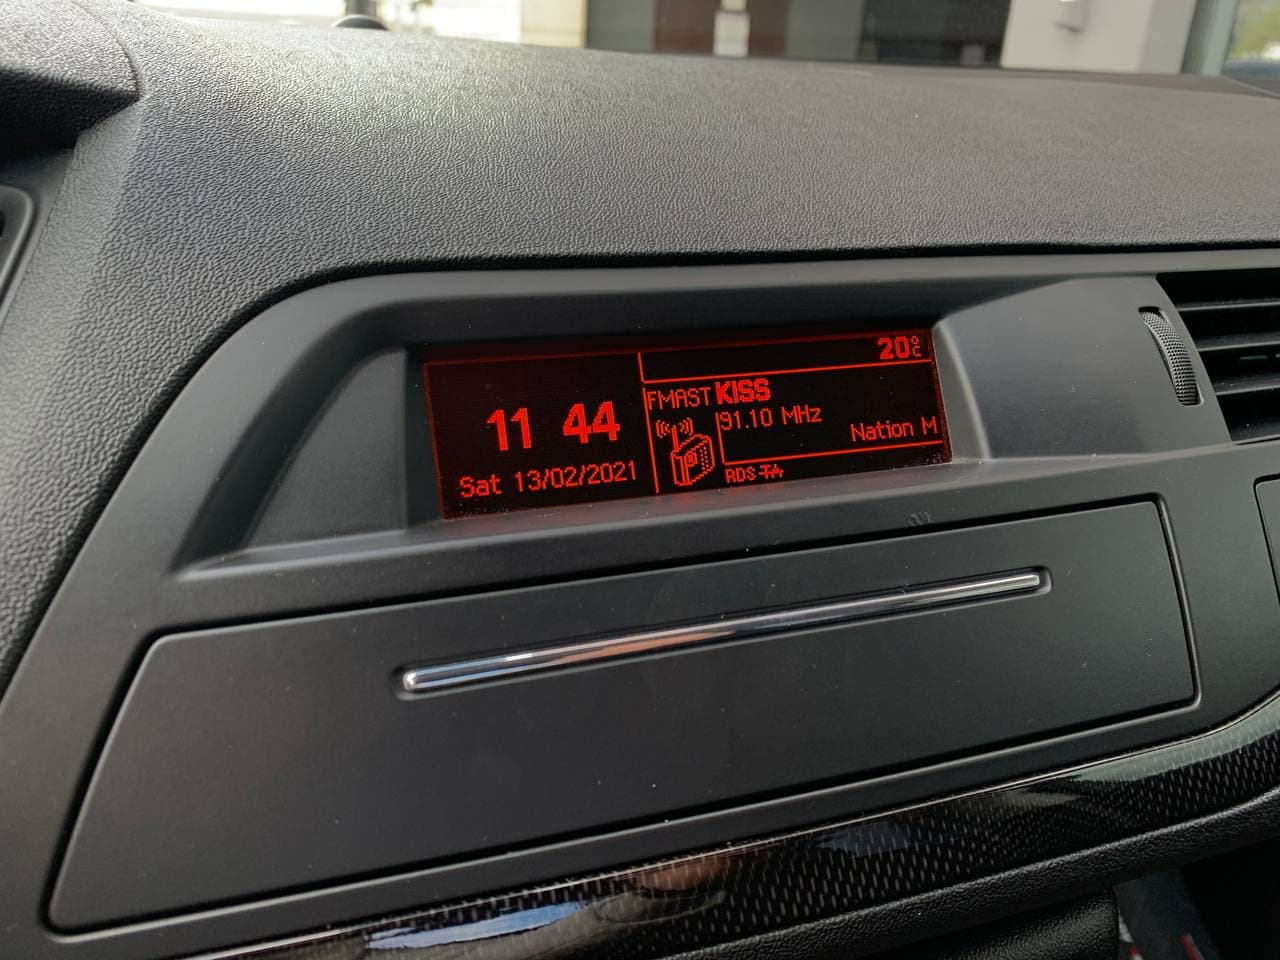 11 44
Sat 13/02/2021
20°C
FMAST KISS
91.10 MHz
Nation M
RDS TA